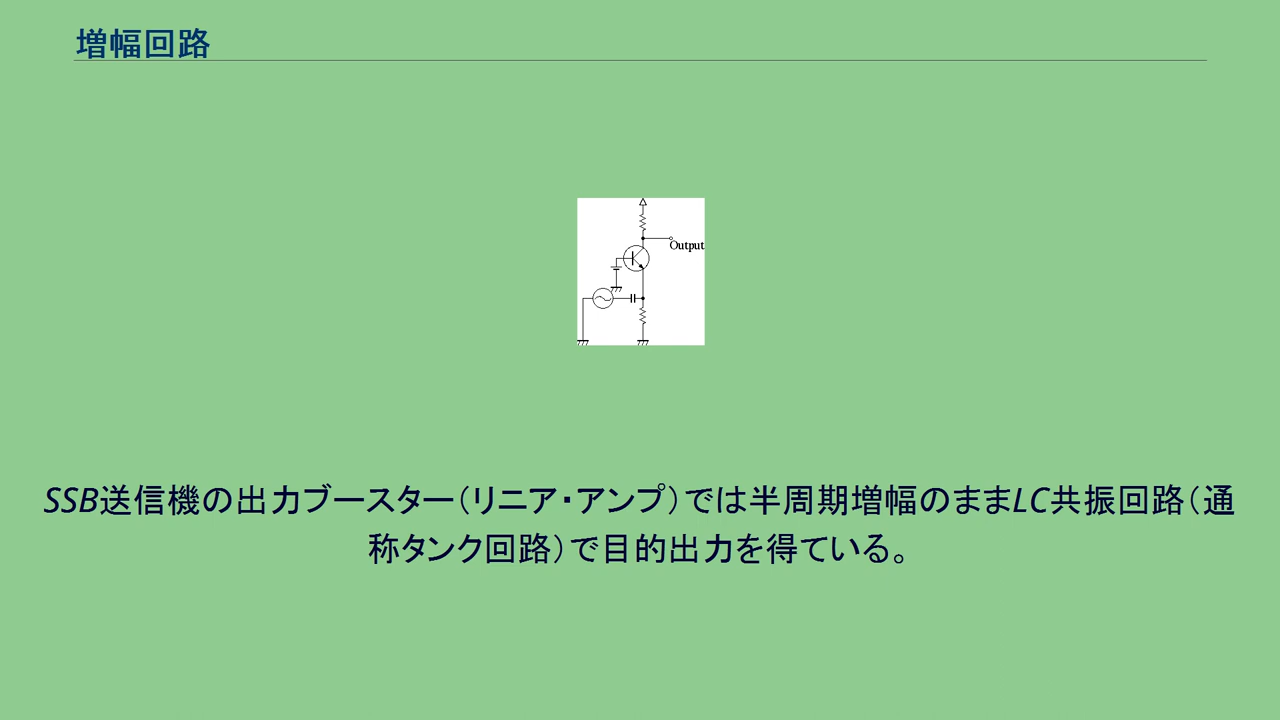 増幅回路
Output
SSB送信機の出力ブースター（リニア・アンプ）では半周期増幅のままLC共振回路（通
称タンク回路）で目的出力を得ている。